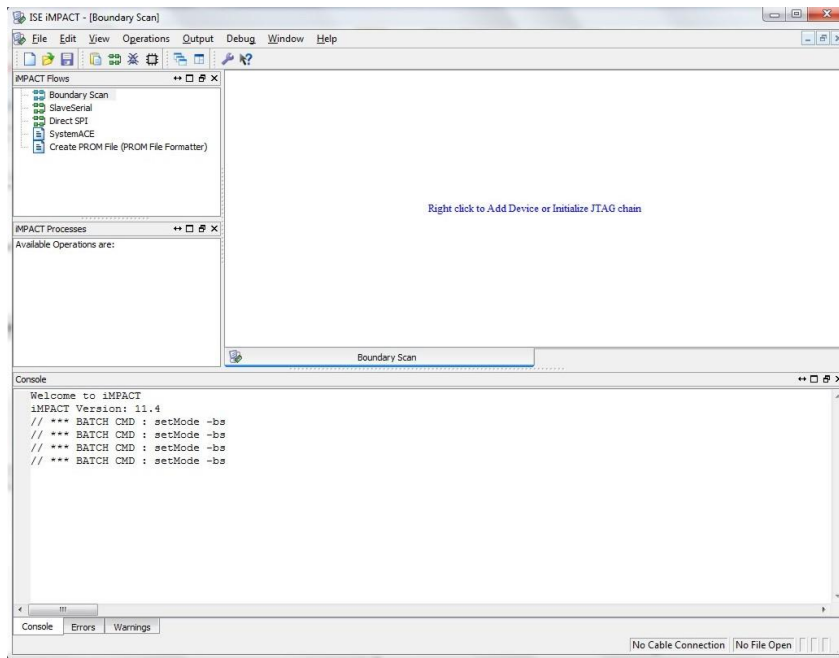 ISE iMPACT - [Boundary Scan]
File Edit View Operations Output Debug Window Help
iMPACT Flows
Boundary Scan
SlaveSerial
Direct SPI
SystemACE
Create PROM File (PROM File Formatter)
Right click to Add Device or Initialize JTAG chain
iMPACT Processes
Available Operations are:
Boundary Scan
Console
Welcome to iMPACT
iMPACT Version: 11.4
// *** BATCH CMD : setMode -bs
// *** BATCH CMD : setMode -bs
// *** BATCH CMD : setMode -bs
// *** BATCH CMD : setMode -bs
Console Errors Warnings
No Cable Connection No File Open